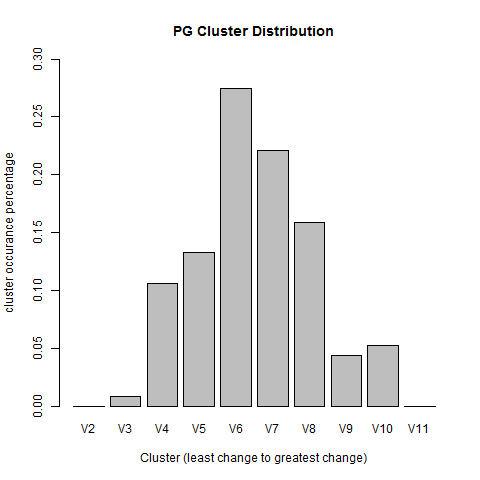 PG Cluster Distribution
cluster occurance percentage
0.30
0.25
0.20
0.15
0.10
0.05
0.00
V2 V3 V4 V5 V6 V7 V8 V9 V10 V11
Cluster (least change to greatest change)